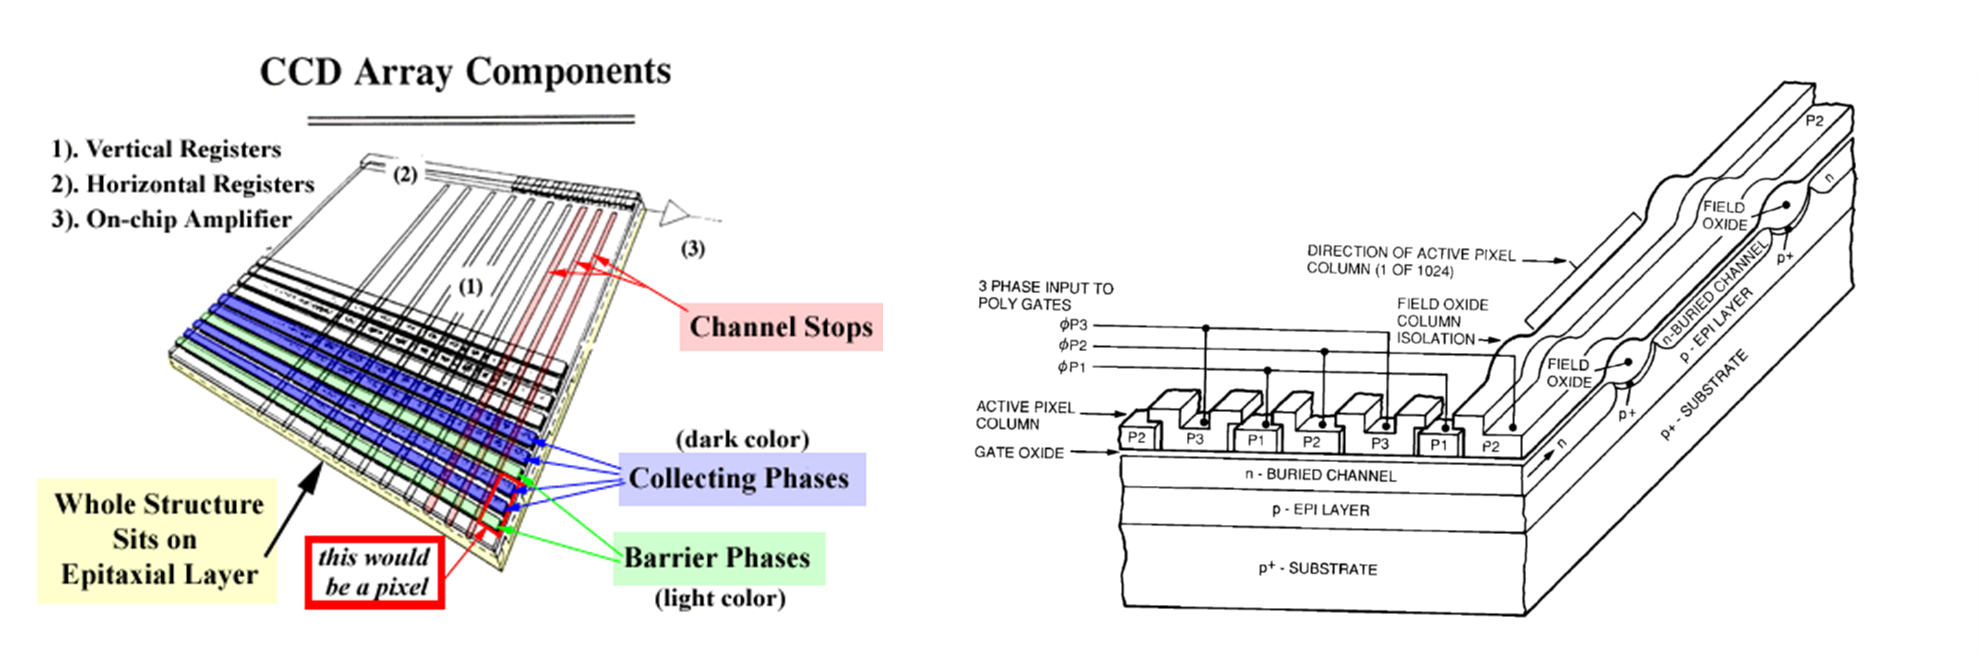 CCD Array Components
1). Vertical Registers
2). Horizontal Registers
3). On-chip Amplifier
(2)
(1)
(3)
Channel Stops
(dark color)
Collecting Phases
Barrier Phases
(light color)
Whole Structure
Sits on
Epitaxial Layer
this would
be a pixel
P2
n
FIELD
OXIDE
p+
DIRECTION OF ACTIVE PIXEL
COLUMN (1 OF 1024)
3 PHASE INPUT TO
POLY GATES
ϕP3
ϕP2
ϕP1
FIELD OXIDE
COLUMN
ISOLATION
n-BURIED CHANNEL
p - EPI LAYER
p+ - SUBSTRATE
FIELD
OXIDE
p+
n
ACTIVE PIXEL
COLUMN
GATE OXIDE
P2 P3 P1 P2 P3 P1 P2
n - BURIED CHANNEL
p - EPI LAYER
p+ - SUBSTRATE